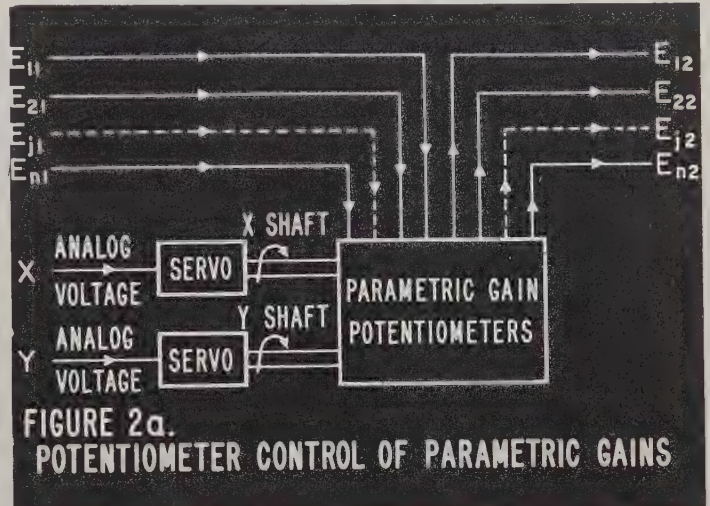 E11
E12
E21
E22
Ej1
Ej2
En1
En2
X SHAFT
X
ANALOG
VOLTAGE
SERVO
PARAMETRIC GAIN
POTENTIOMETERS
Y SHAFT
Y
ANALOG
VOLTAGE
SERVO
FIGURE 2a.
POTENTIOMETER CONTROL OF PARAMETRIC GAINS